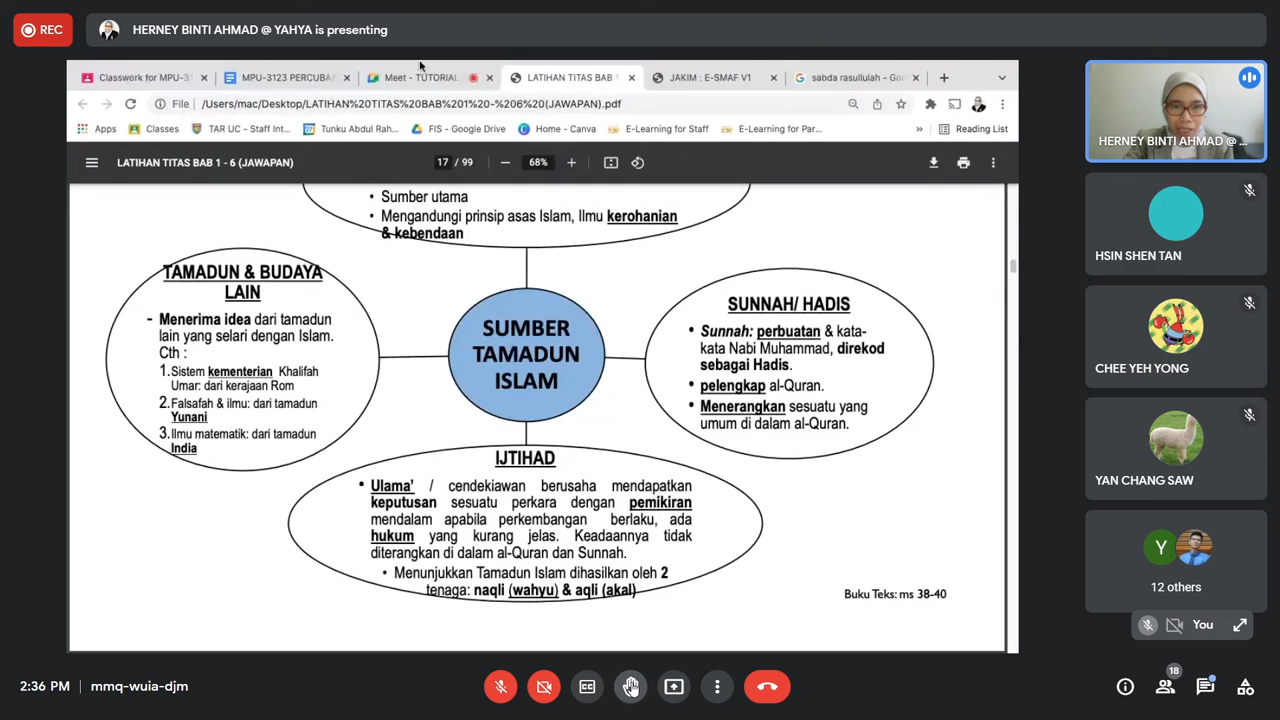 REC
HERNEY BINTI AHMAD @ YAHYA is presenting
Classwork for MPU-31
MPU-3123 PERCUBA
Meet - TUTORIAL
LATIHAN TITAS BAB 1
JAKIM : E-SMAF V1
sabda rasullulah - Go
File
/Users/mac/Desktop/LATIHAN%20TITAS%20BAB%201%20-%206%20(JAWAPAN).pdf
Apps
Classes
TAR UC - Staff Int...
Tunku Abdul Rah...
FIS - Google Drive
Home - Canva
E-Learning for Staff
E-Learning for Par...
»
Reading List
LATIHAN TITAS BAB 1 - 6 (JAWAPAN)
17 / 99
68%
• Sumber utama
• Mengandungi prinsip asas Islam, Ilmu kerohanian
& kebendaan
TAMADUN & BUDAYA
LAIN
- Menerima idea dari tamadun
lain yang selari dengan Islam.
Cth :
1.Sistem kementerian Khalifah
Umar: dari kerajaan Rom
2.Falsafah & ilmu: dari tamadun
Yunani
3.Ilmu matematik: dari tamadun
India
SUMBER
TAMADUN
ISLAM
SUNNAH/ HADIS
• Sunnah: perbuatan & kata-
kata Nabi Muhammad, direkod
sebagai Hadis.
• pelengkap al-Quran.
• Menerangkan sesuatu yang
umum di dalam al-Quran.
IJTIHAD
• Ulama' / cendekiawan berusaha mendapatkan
keputusan sesuatu perkara dengan pemikiran
mendalam apabila perkembangan berlaku, ada
hukum yang kurang jelas. Keadaannya tidak
diterangkan di dalam al-Quran dan Sunnah.
• Menunjukkan Tamadun Islam dihasilkan oleh 2
tenaga: naqli (wahyu) & aqli (akal)
Buku Teks: ms 38-40
HERNEY BINTI AHMAD @ ...
HSIN SHEN TAN
CHEE YEH YONG
YAN CHANG SAW
Y
12 others
You
2:36 PM
mmq-wuia-djm
18